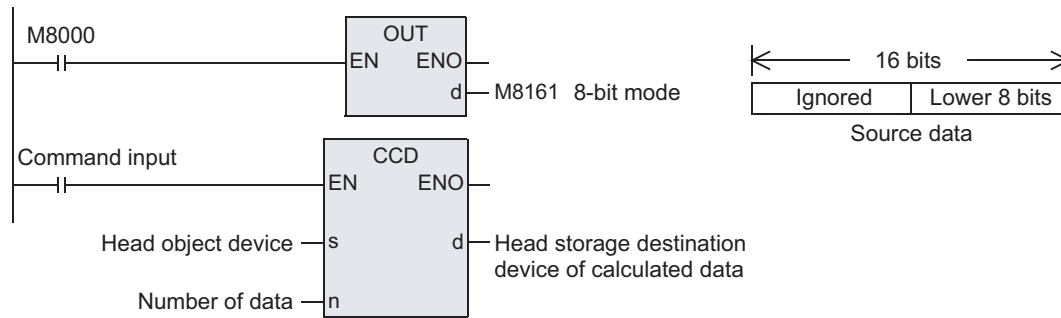 M8000
OUT
EN ENO
d
M8161 8-bit mode
16 bits
Ignored Lower 8 bits
Source data
Command input
CCD
EN ENO
Head object device
s
d
Head storage destination
device of calculated data
Number of data
n